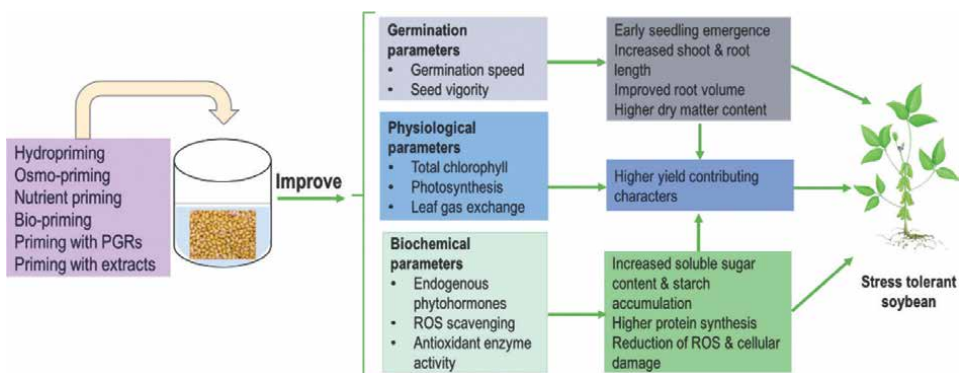 Hydropriming
Osmo-priming
Nutrient priming
Bio-priming
Priming with PGRs
Priming with extracts
Improve
Germination
parameters
• Germination speed
• Seed vigority
Physiological
parameters
• Total chlorophyll
• Photosynthesis
• Leaf gas exchange
Biochemical
parameters
• Endogenous
phytohormones
• ROS scavenging
• Antioxidant enzyme
activity
Early seedling emergence
Increased shoot & root
length
Improved root volume
Higher dry matter content
Higher yield contributing
characters
Increased soluble sugar
content & starch
accumulation
Higher protein synthesis
Reduction of ROS & cellular
damage
Stress tolerant
soybean